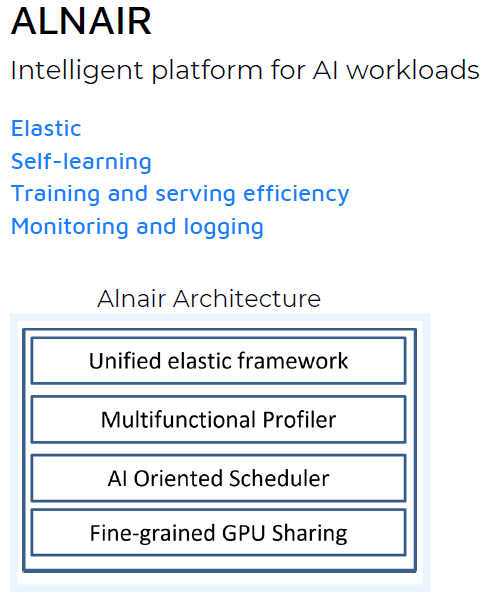 ALNAIR
Intelligent platform for AI workloads
Elastic
Self-learning
Training and serving efficiency
Monitoring and logging
Alnair Architecture
Unified elastic framework
Multifunctional Profiler
AI Oriented Scheduler
Fine-grained GPU Sharing